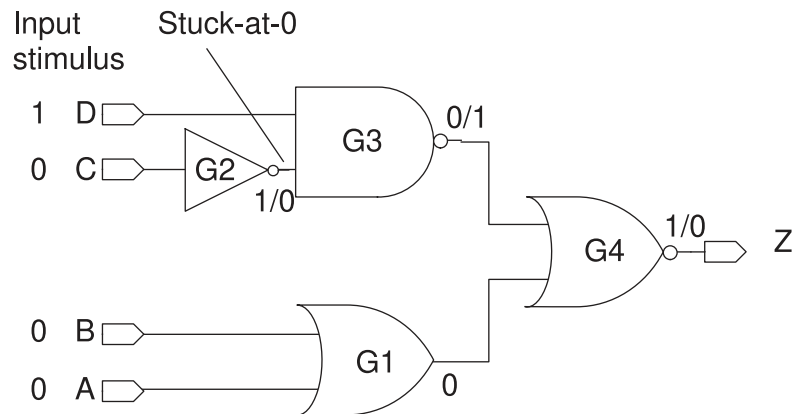 Input
stimulus
Stuck-at-0
1 D
0 C
G2
1/0
G3
0/1
G4
1/0
Z
0 B
0 A
G1
0